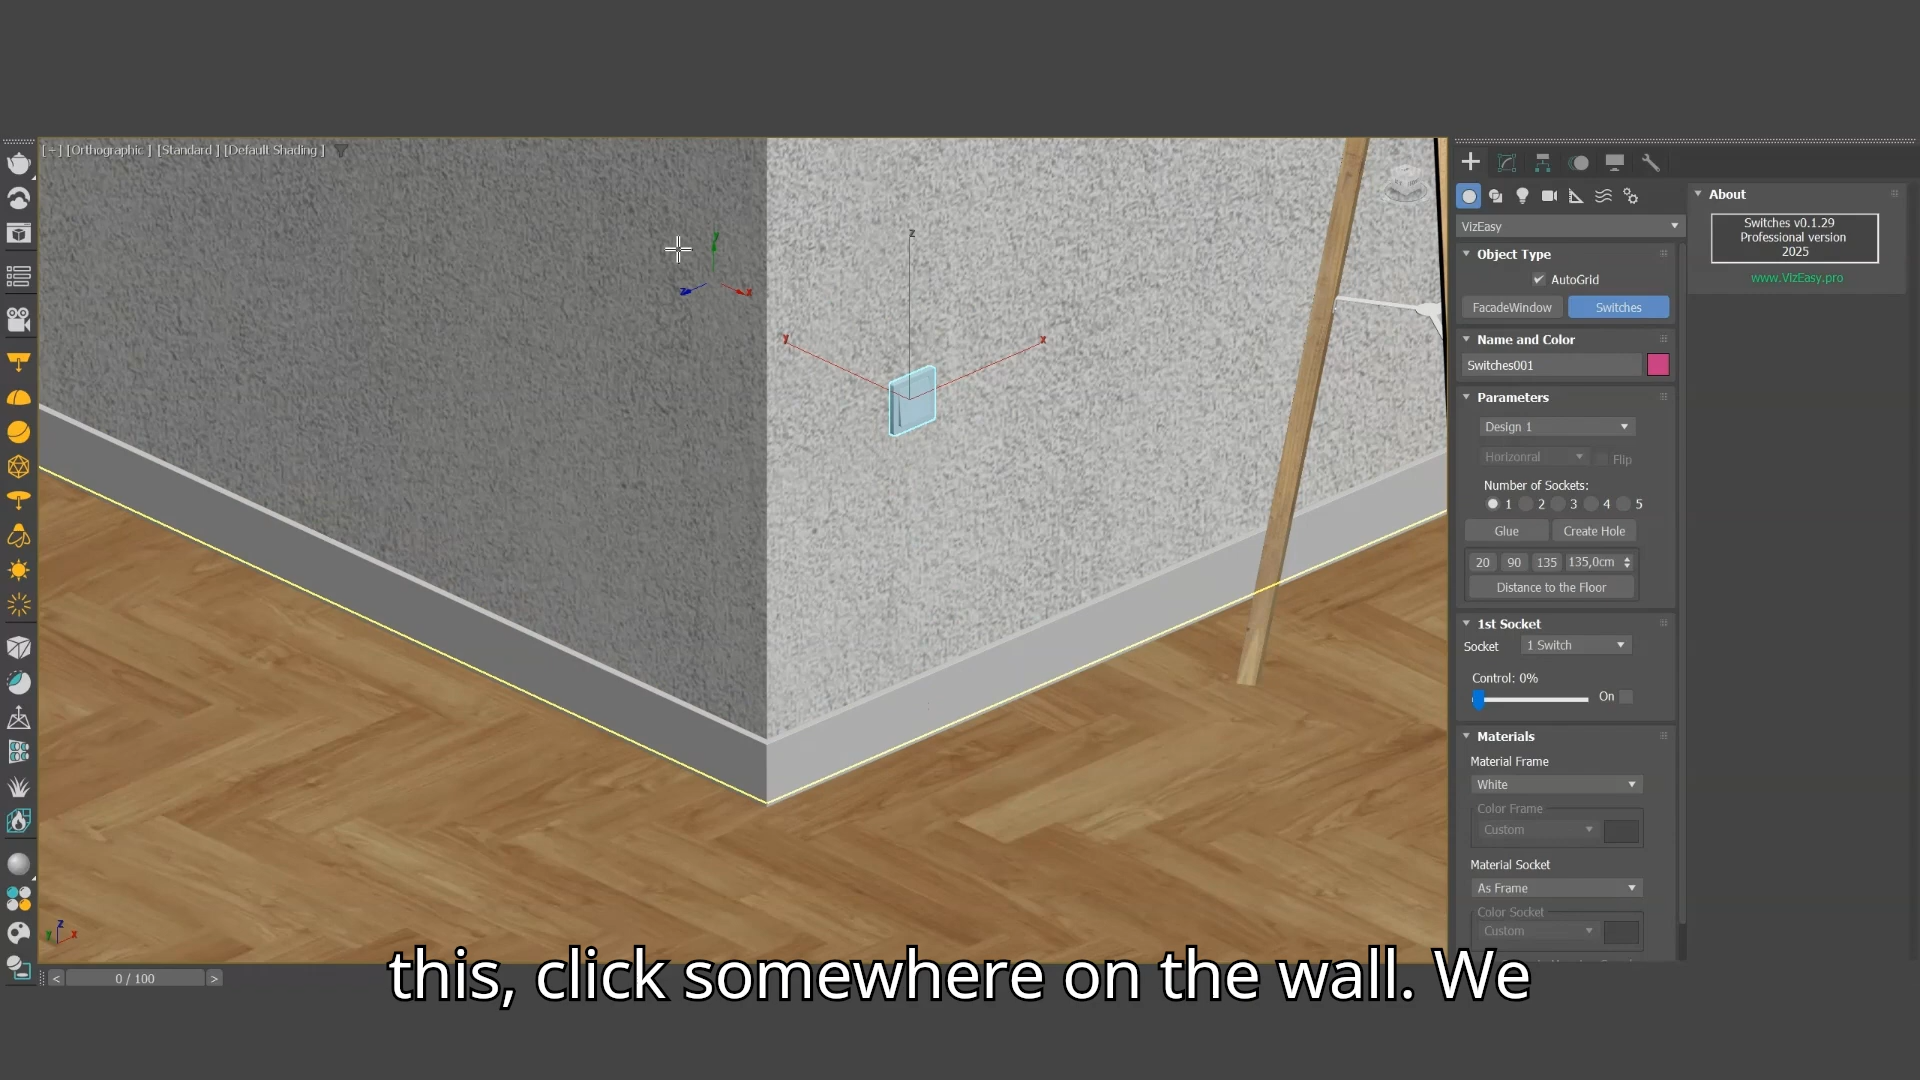 [ − ] [Orthographic ] [Standard ] [Default Shading ]
z
y
z
x
y
x
z
y
x
< 0 / 100 >
VizEasy
Object Type
AutoGrid
FacadeWindow Switches
Name and Color
Switches001
Parameters
Design 1
Horizonral Flip
Number of Sockets:
1 2 3 4 5
Glue Create Hole
20 90 135 135,0cm
Distance to the Floor
1st Socket
Socket 1 Switch
Control: 0%
On
Materials
Material Frame
White
Color Frame
Custom
Material Socket
As Frame
Color Socket
Custom
About
Switches v0.1.29
Professional version
2025
www.VizEasy.pro
this, click somewhere on the wall. We